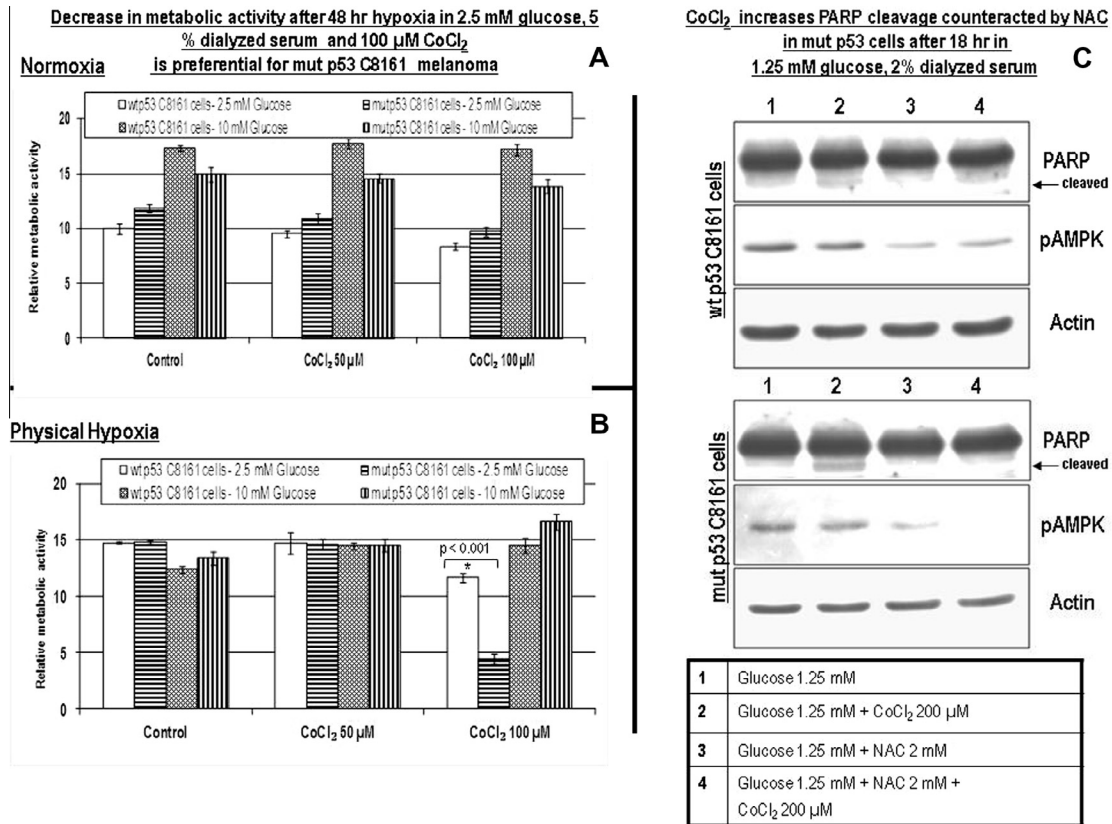 Decrease in metabolic activity after 48 hr hypoxia in 2.5 mM glucose, 5
% dialyzed serum and 100 µM CoCl₂
is preferential for mut p53 C8161 melanoma
Normoxia
A
wtp53 C8161 cells- 2.5 mM Glucose
mutp53 C8161 cells- 2.5 mM Glucose
wtp53 C8161 cells- 10 mM Glucose
mutp53 C8161 cells- 10 mM Glucose
Relative metabolic activity
20
15
10
5
0
Control
CoCl₂ 50 µM
CoCl₂ 100 µM
Physical Hypoxia
B
wtp53 C8161 cells- 2.5 mM Glucose
mutp53 C8161 cells- 2.5 mM Glucose
wtp53 C8161 cells- 10 mM Glucose
mutp53 C8161 cells- 10 mM Glucose
Relative metabolic activity
20
15
10
5
0
p < 0.001
*
Control
CoCl₂ 50 µM
CoCl₂ 100 µM
CoCl₂ increases PARP cleavage counteracted by NAC
in mut p53 cells after 18 hr in
1.25 mM glucose, 2% dialyzed serum
C
1 2 3 4
wt p53 C8161 cells
PARP
cleaved
pAMPK
Actin
1 2 3 4
mut p53 C8161 cells
PARP
cleaved
pAMPK
Actin
1 Glucose 1.25 mM
2 Glucose 1.25 mM + CoCl₂ 200 µM
3 Glucose 1.25 mM + NAC 2 mM
4 Glucose 1.25 mM + NAC 2 mM +
CoCl₂ 200 µM